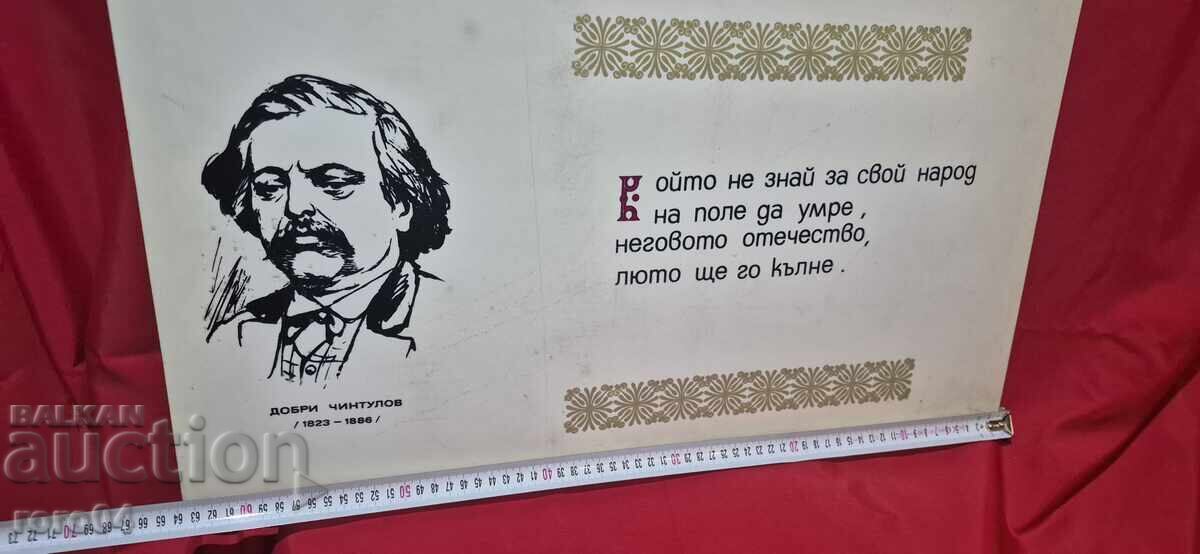 Който не знай за свой народ
на поле да умре,
неговото отечество,
люто ще го кълне.
ДОБРИ ЧИНТУЛОВ
/1823 – 1886/
BALKAN
auction
roro94